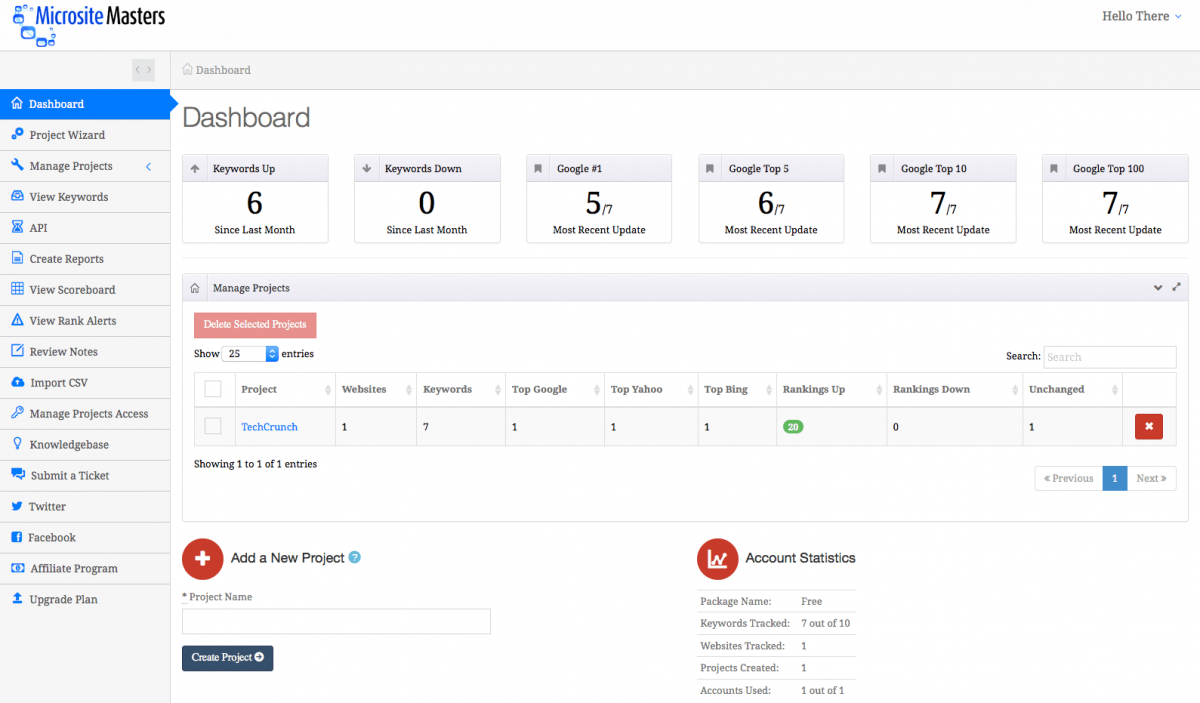 Microsite Masters
Hello There
Dashboard
Dashboard
Project Wizard
Manage Projects
View Keywords
API
Create Reports
View Scoreboard
View Rank Alerts
Review Notes
Import CSV
Manage Projects Access
Knowledgebase
Submit a Ticket
Twitter
Facebook
Affiliate Program
Upgrade Plan
Dashboard
Keywords Up
6
Since Last Month
Keywords Down
0
Since Last Month
Google #1
5/7
Most Recent Update
Google Top 5
6/7
Most Recent Update
Google Top 10
7/7
Most Recent Update
Google Top 100
7/7
Most Recent Update
Manage Projects
Delete Selected Projects
Show 25 entries
Search: Search
Project Websites Keywords Top Google Top Yahoo Top Bing Rankings Up Rankings Down Unchanged
TechCrunch 1 7 1 1 1 20 0 1
Showing 1 to 1 of 1 entries
« Previous 1 Next »
Add a New Project ?
* Project Name
Create Project
Account Statistics
Package Name: Free
Keywords Tracked: 7 out of 10
Websites Tracked: 1
Projects Created: 1
Accounts Used: 1 out of 1